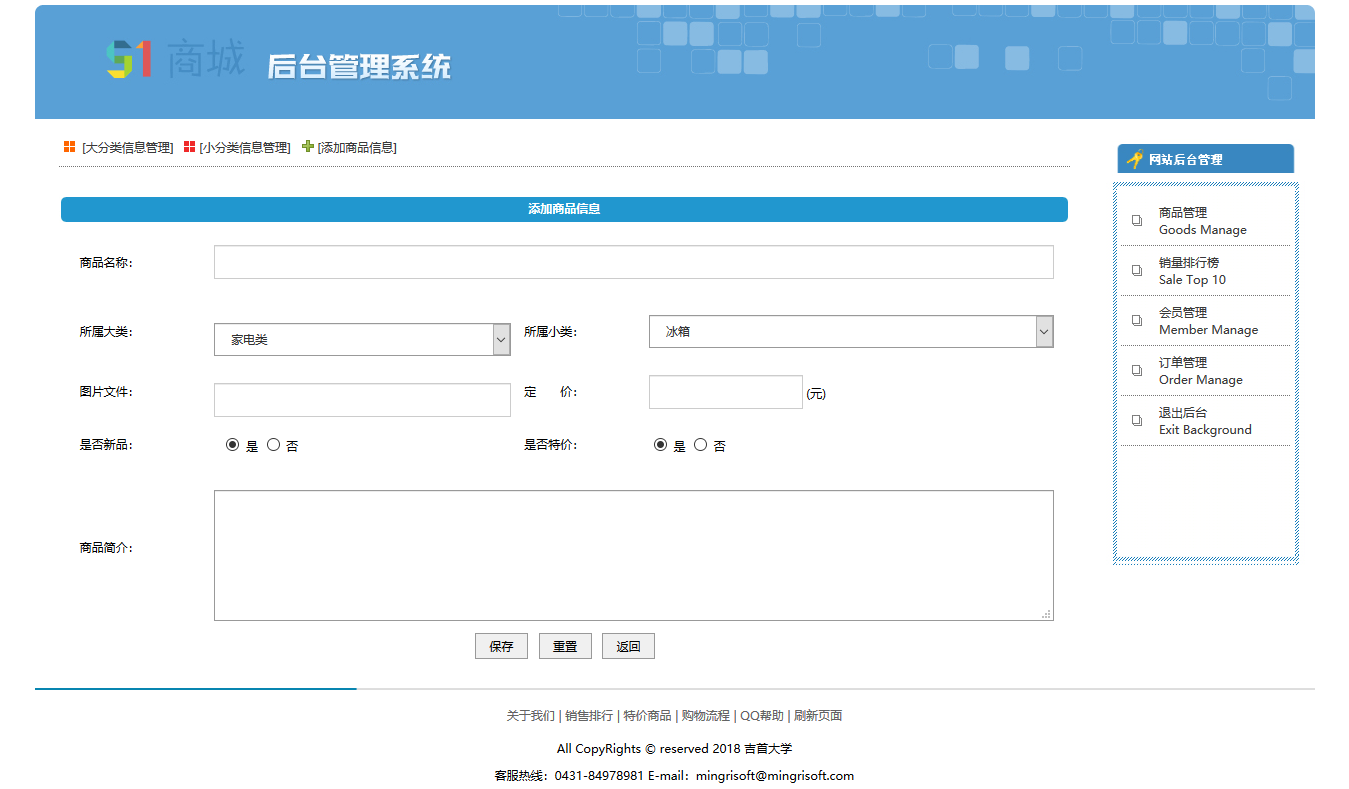 51 商城 后台管理系统
[大分类信息管理] [小分类信息管理] [添加商品信息]
添加商品信息
商品名称：
所属大类： 家电类 所属小类： 冰箱
图片文件： 定 价： (元)
是否新品： 是 否 是否特价： 是 否
商品简介：
保存 重置 返回
网站后台管理
商品管理
Goods Manage
销量排行榜
Sale Top 10
会员管理
Member Manage
订单管理
Order Manage
退出后台
Exit Background
关于我们 | 销售排行 | 特价商品 | 购物流程 | QQ帮助 | 刷新页面
All CopyRights © reserved 2018 吉首大学
客服热线：0431-84978981 E-mail：mingrisoft@mingrisoft.com